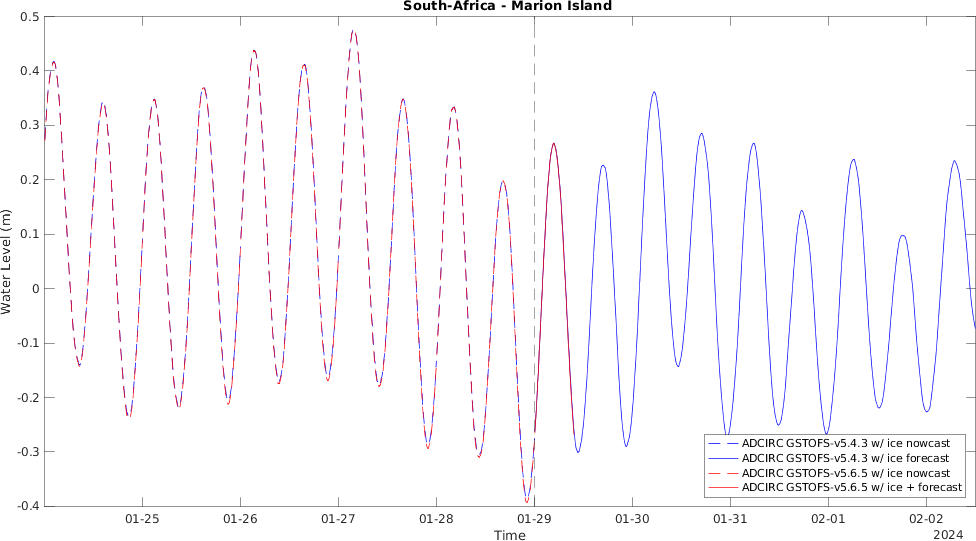 South-Africa - Marion Island
0.5
0.4
0.3
0.2
0.1
0
-0.1
-0.2
-0.3
-0.4
Water Level (m)
ADCIRC GSTOFS-v5.4.3 w/ ice nowcast
ADCIRC GSTOFS-v5.4.3 w/ ice forecast
ADCIRC GSTOFS-v5.6.5 w/ ice nowcast
ADCIRC GSTOFS-v5.6.5 w/ ice + forecast
01-25 01-26 01-27 01-28 01-29 01-30 01-31 02-01 02-02
Time
2024